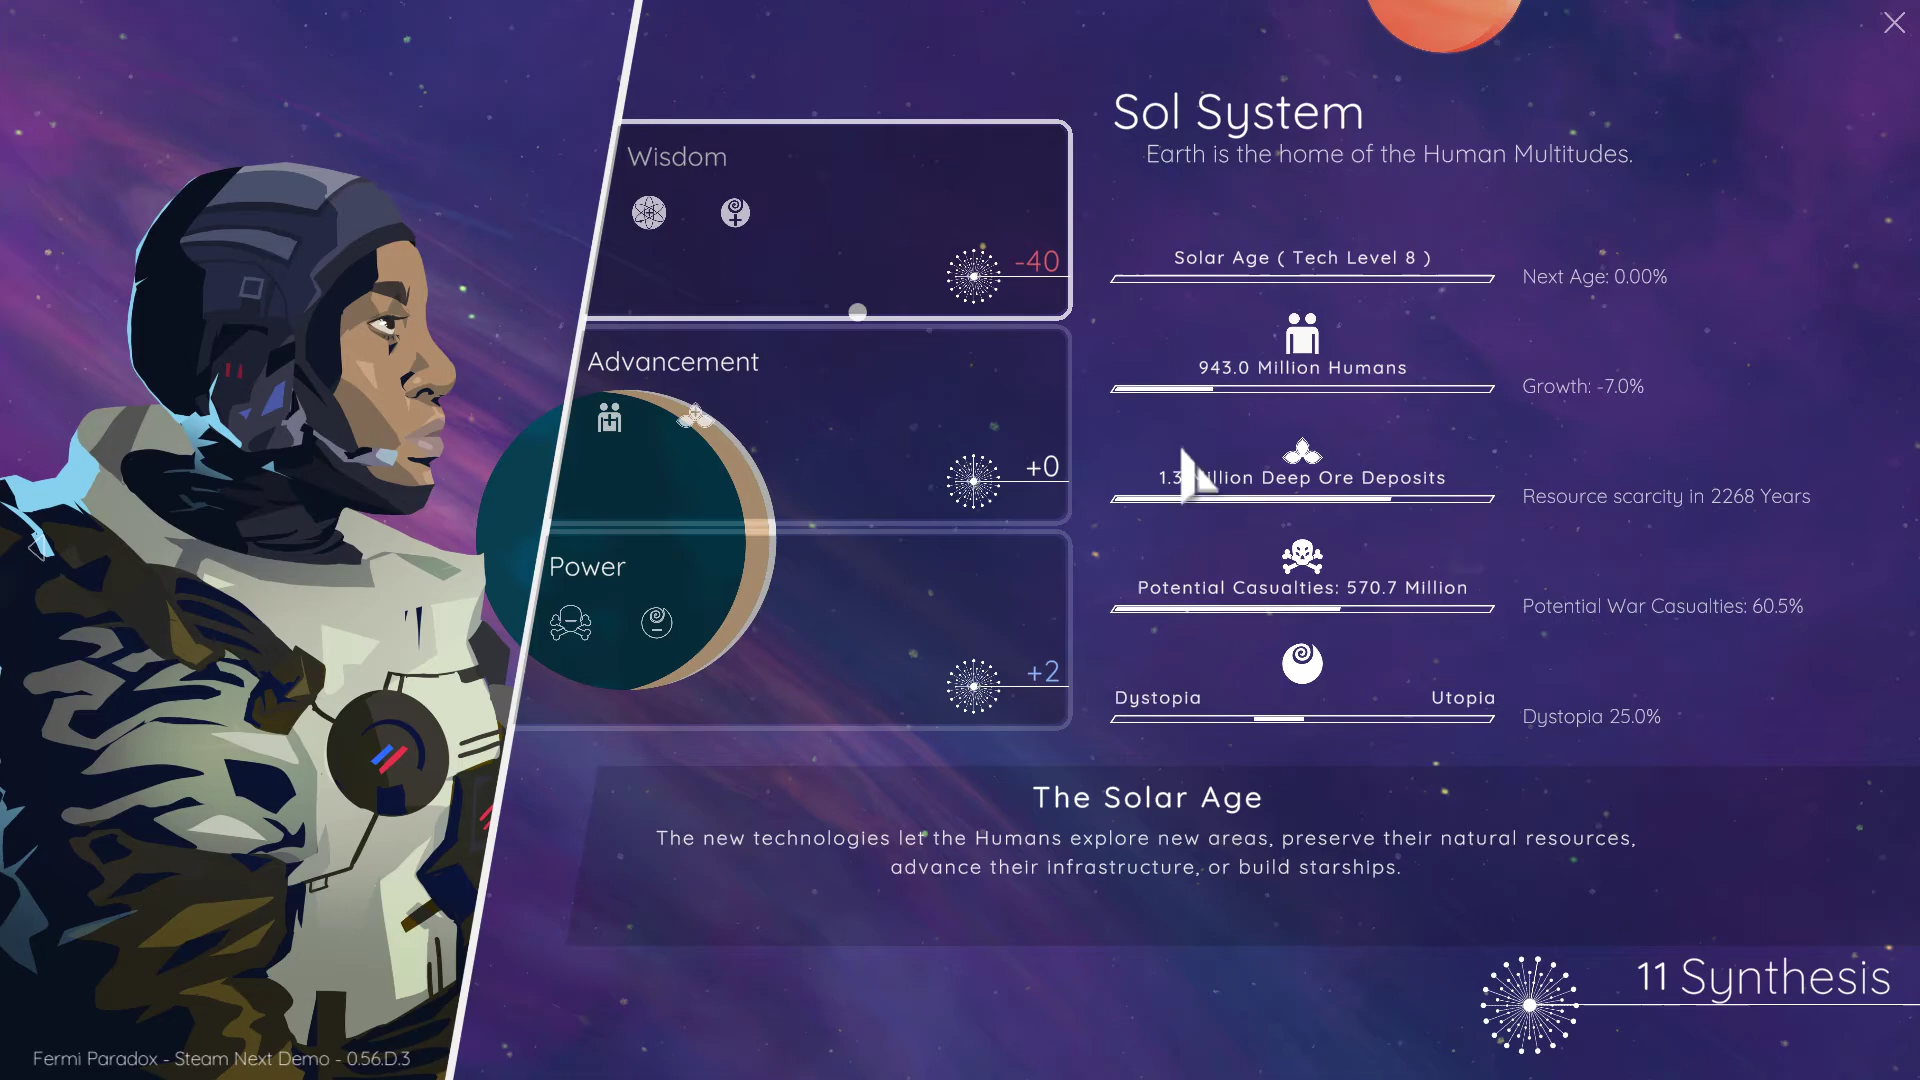 Sol System
Earth is the home of the Human Multitudes.
Wisdom
-40
Advancement
+0
Power
+2
Solar Age ( Tech Level 8 )
Next Age: 0.00%
943.0 Million Humans
Growth: -7.0%
1.3 Deep Ore Deposits
Resource scarcity in 2268 Years
Potential Casualties: 570.7 Million
Potential War Casualties: 60.5%
Dystopia
Utopia
Dystopia 25.0%
The Solar Age
The new technologies let the Humans explore new areas, preserve their natural resources,
advance their infrastructure, or build starships.
11 Synthesis
Fermi Paradox - Steam Next Demo - 0.56.D.3